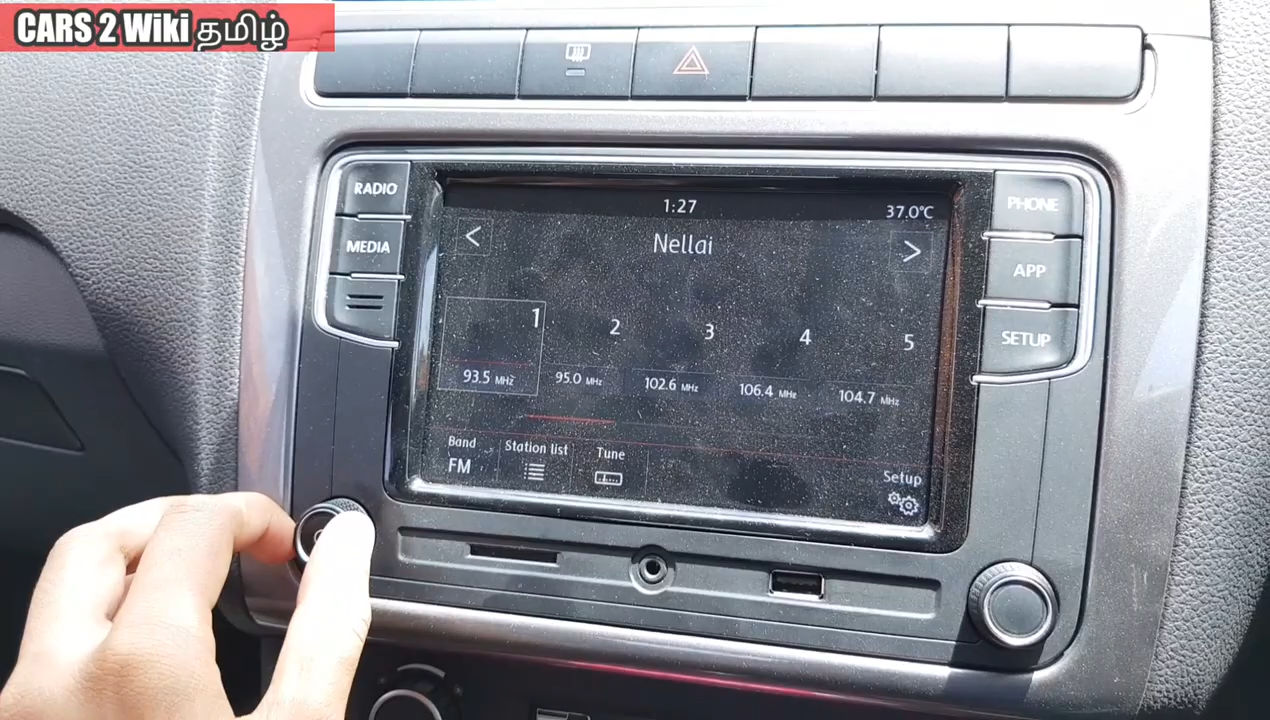 CARS 2 Wiki தமிழ்
RADIO
MEDIA
PHONE
APP
SETUP
1:27
37.0°C
<
Nellai
>
1
2
3
4
5
93.5 MHz
95.0 MHz
102.6 MHz
106.4 MHz
104.7 MHz
Band
FM
Station list
Tune
Setup